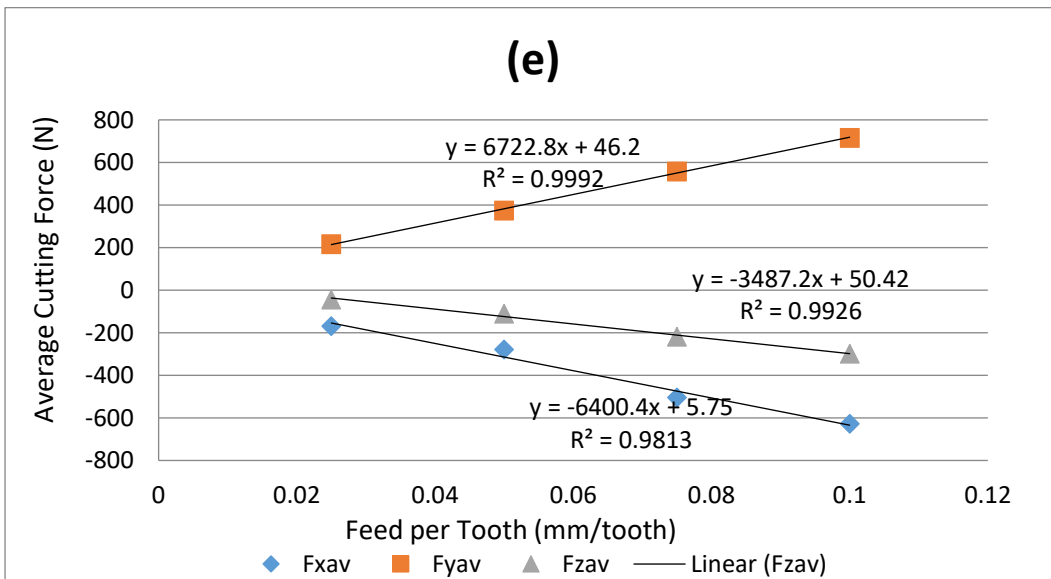 (e)
Average Cutting Force (N)
800
600
400
200
0
-200
-400
-600
-800
y = 6722.8x + 46.2
R² = 0.9992
y = -3487.2x + 50.42
R² = 0.9926
y = -6400.4x + 5.75
R² = 0.9813
0 0.02 0.04 0.06 0.08 0.1 0.12
Feed per Tooth (mm/tooth)
Fxav Fyav Fzav Linear (Fzav)